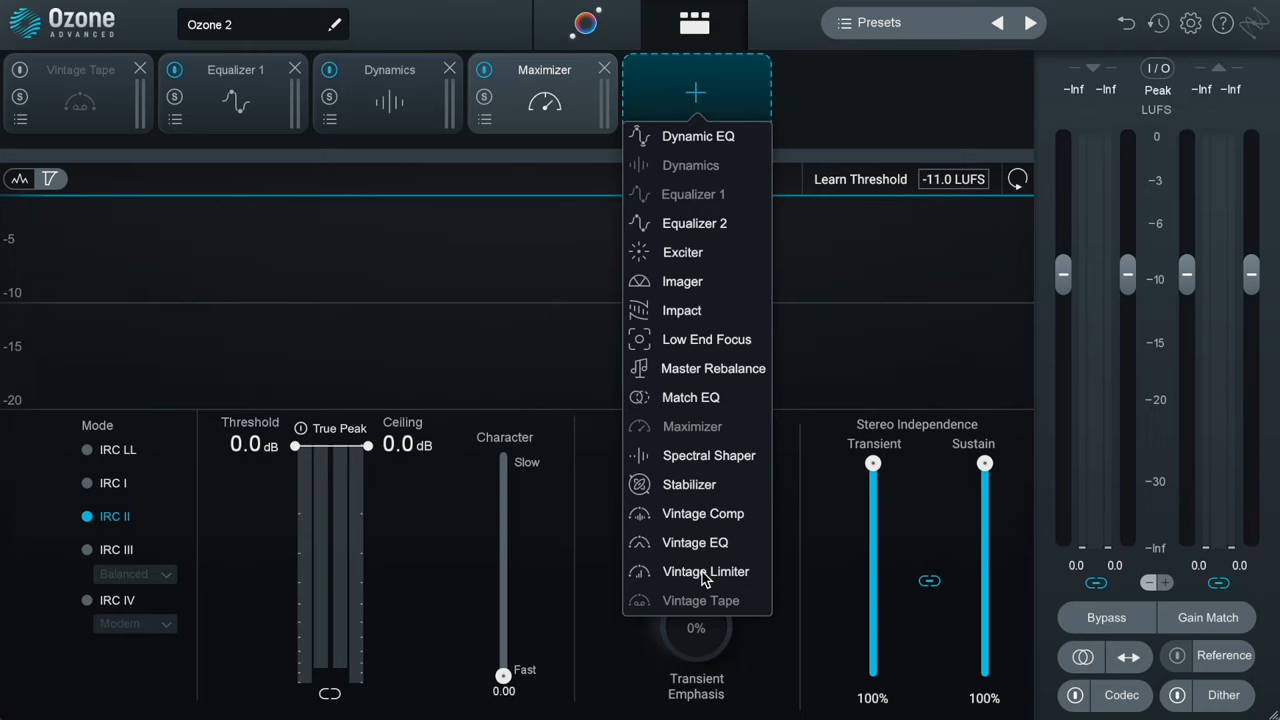 Ozone
ADVANCED
Ozone 2
Presets
Vintage Tape
Equalizer 1
Dynamics
Maximizer
S
S
S
S
I / O
-Inf -Inf
Peak
-Inf -Inf
LUFS
Dynamic EQ
Dynamics
Equalizer 1
Equalizer 2
Exciter
Imager
Impact
Low End Focus
Master Rebalance
Match EQ
Maximizer
Spectral Shaper
Stabilizer
Vintage Comp
Vintage EQ
Vintage Limiter
Vintage Tape
Learn Threshold
-11.0 LUFS
-5
-10
-15
-20
Mode
IRC LL
IRC I
IRC II
IRC III
Balanced
IRC IV
Modern
Threshold
0.0 dB
True Peak
Ceiling
0.0 dB
Character
Slow
Fast
0.00
0%
Transient
Emphasis
Stereo Independence
Transient
Sustain
100%
100%
0
-3
-6
-10
-15
-20
-30
-Inf
0.0 0.0
0.0 0.0
Bypass
Gain Match
Reference
Codec
Dither